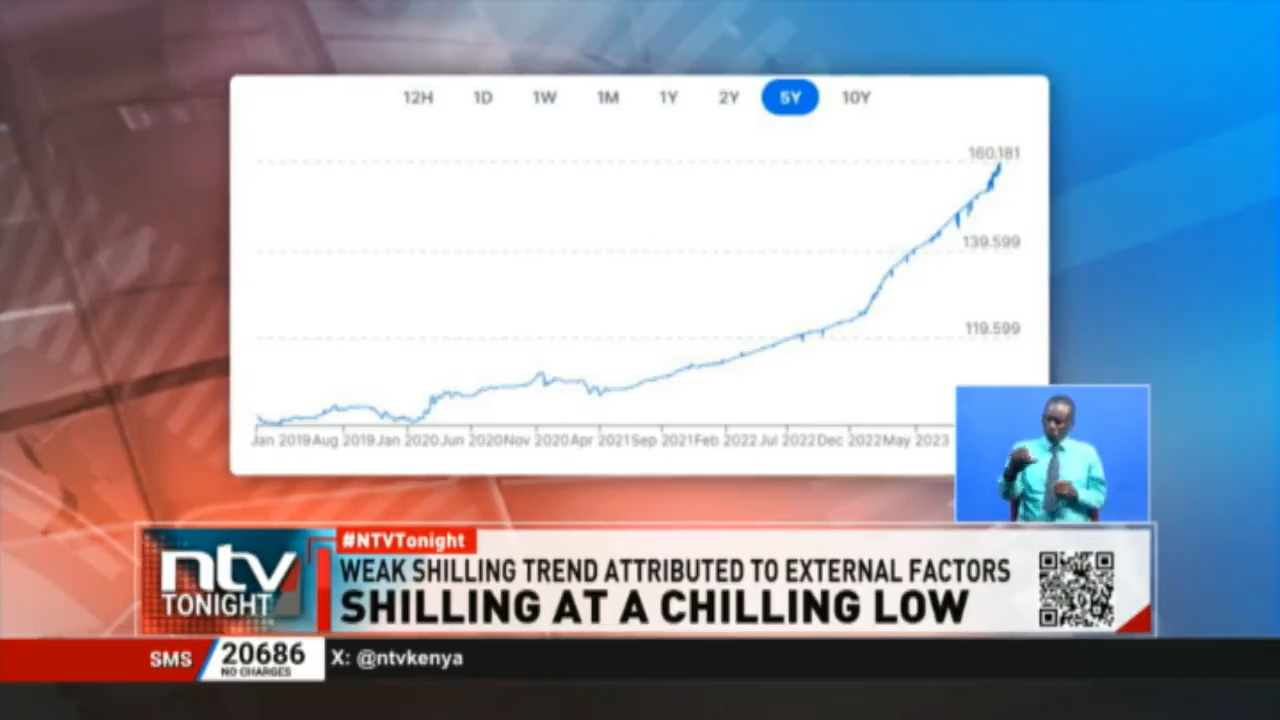 12H 1D 1W 1M 1Y 2Y 5Y 10Y
160.181
139.599
119.599
Jan 2019 Aug 2019 Jan 2020 Jun 2020 Nov 2020 Apr 2021 Sep 2021 Feb 2022 Jul 2022 Dec 2022 May 2023
#NTVTonight
ntv
TONIGHT
WEAK SHILLING TREND ATTRIBUTED TO EXTERNAL FACTORS
SHILLING AT A CHILLING LOW
SMS 20686
NO CHARGES
X: @ntvkenya